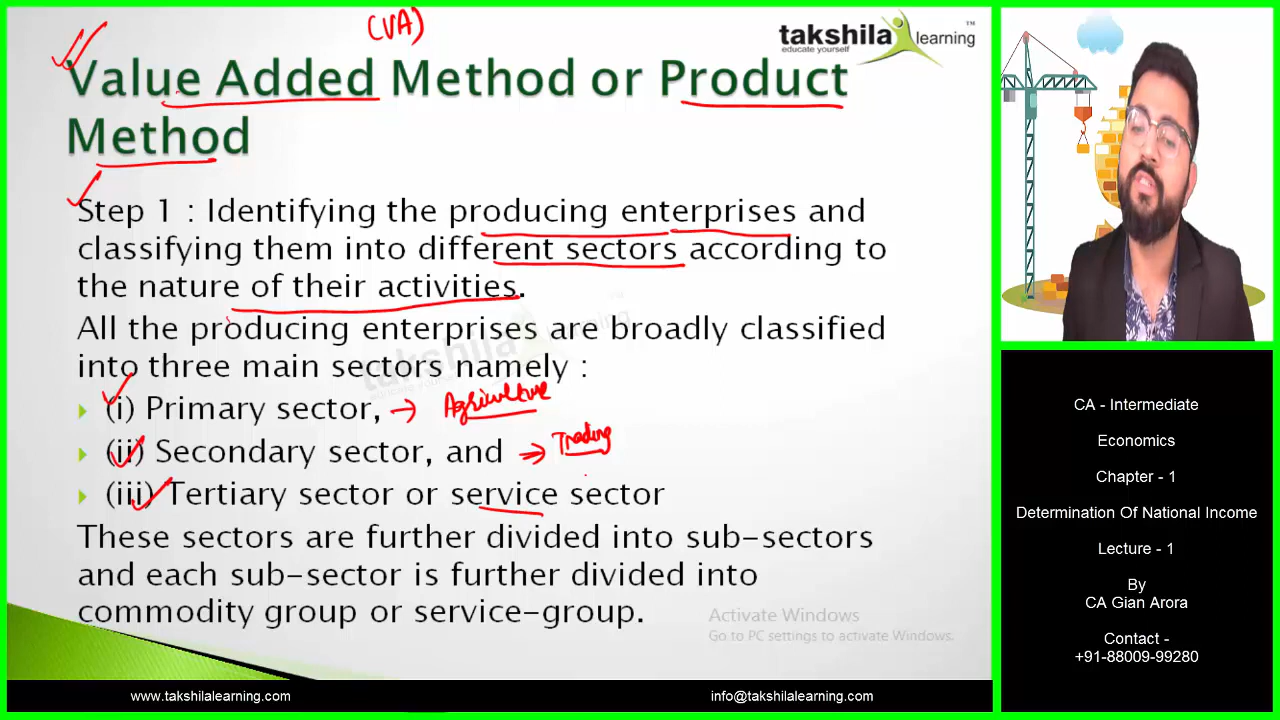 (VA)
takshila learning
TM
educate yourself
Value Added Method or Product
Method
Step 1 : Identifying the producing enterprises and
classifying them into different sectors according to
the nature of their activities.
All the producing enterprises are broadly classified
into three main sectors namely :
(i) Primary sector, → Agriculture
(ii) Secondary sector, and → Trading
(iii) Tertiary sector or service sector
These sectors are further divided into sub-sectors
and each sub-sector is further divided into
commodity group or service-group.
takshila learning
Activate Windows
Go to PC settings to activate Windows.
www.takshilalearning.com
info@takshilalearning.com
CA - Intermediate
Economics
Chapter - 1
Determination Of National Income
Lecture - 1
By
CA Gian Arora
Contact -
+91-88009-99280